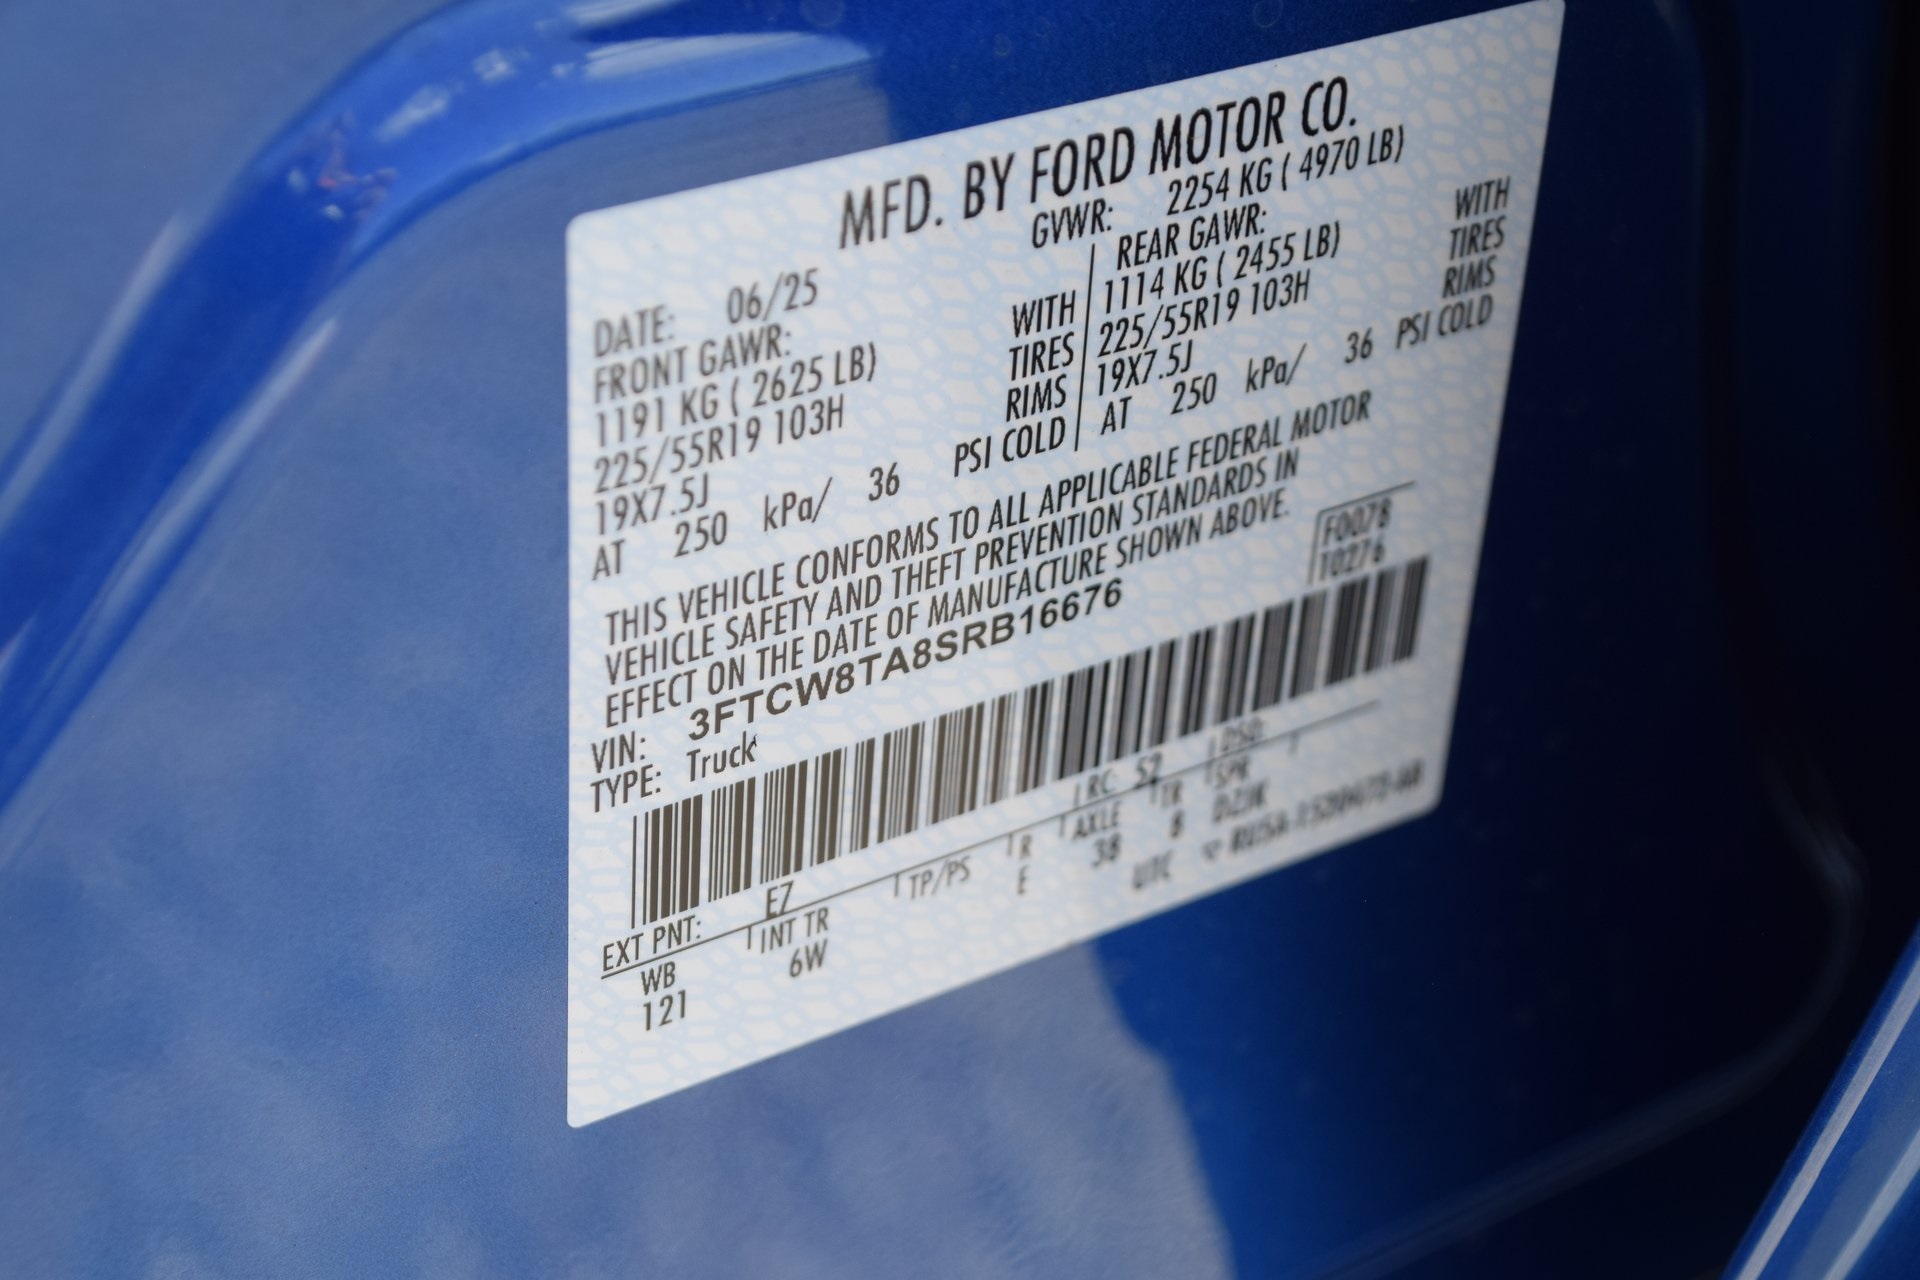 MFD. BY FORD MOTOR CO.
DATE: 06/25 GVWR: 2254 KG ( 4970 LB)
FRONT GAWR: REAR GAWR:
1191 KG ( 2625 LB) WITH 1114 KG ( 2455 LB) WITH
225/55R19 103H TIRES 225/55R19 103H TIRES
19X7.5J RIMS 19X7.5J RIMS
AT 250 kPa/ 36 PSI COLD AT 250 kPa/ 36 PSI COLD
THIS VEHICLE CONFORMS TO ALL APPLICABLE FEDERAL MOTOR
VEHICLE SAFETY AND THEFT PREVENTION STANDARDS IN
EFFECT ON THE DATE OF MANUFACTURE SHOWN ABOVE.
F0078
T0276
VIN: 3FTCW8TA8SRB16676
TYPE: Truck
EXT PNT: E7 RC: 52 DSO:
WB INT TR TP/PS R AXLE TR SPR
121 6W E 38 8
UTC